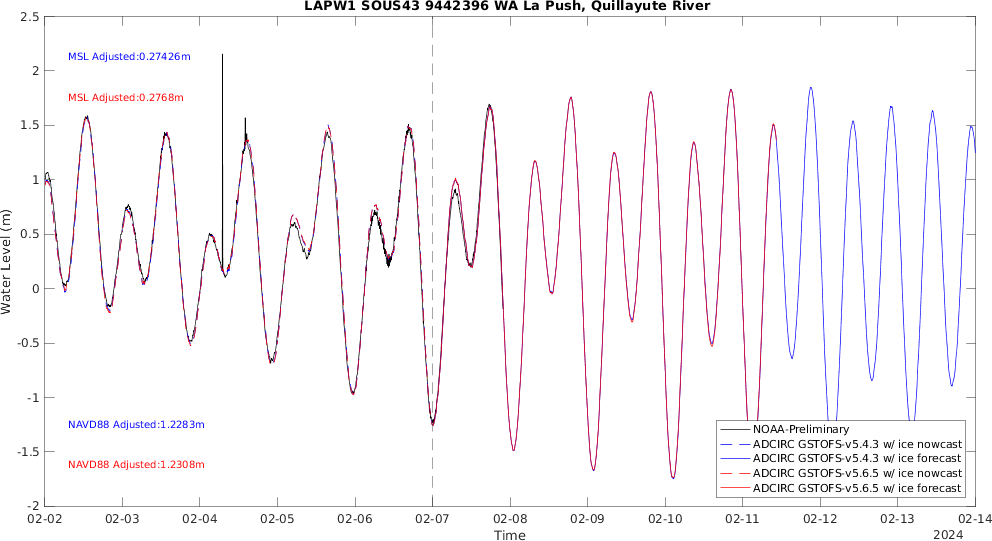 LAPW1 SOUS43 9442396 WA La Push, Quillayute River
2.5
2
1.5
1
0.5
0
-0.5
-1
-1.5
-2
Water Level (m)
MSL Adjusted:0.27426m
MSL Adjusted:0.2768m
NAVD88 Adjusted:1.2283m
NAVD88 Adjusted:1.2308m
NOAA-Preliminary
ADCIRC GSTOFS-v5.4.3 w/ ice nowcast
ADCIRC GSTOFS-v5.4.3 w/ ice forecast
ADCIRC GSTOFS-v5.6.5 w/ ice nowcast
ADCIRC GSTOFS-v5.6.5 w/ ice forecast
02-02 02-03 02-04 02-05 02-06 02-07 02-08 02-09 02-10 02-11 02-12 02-13 02-14
Time
2024